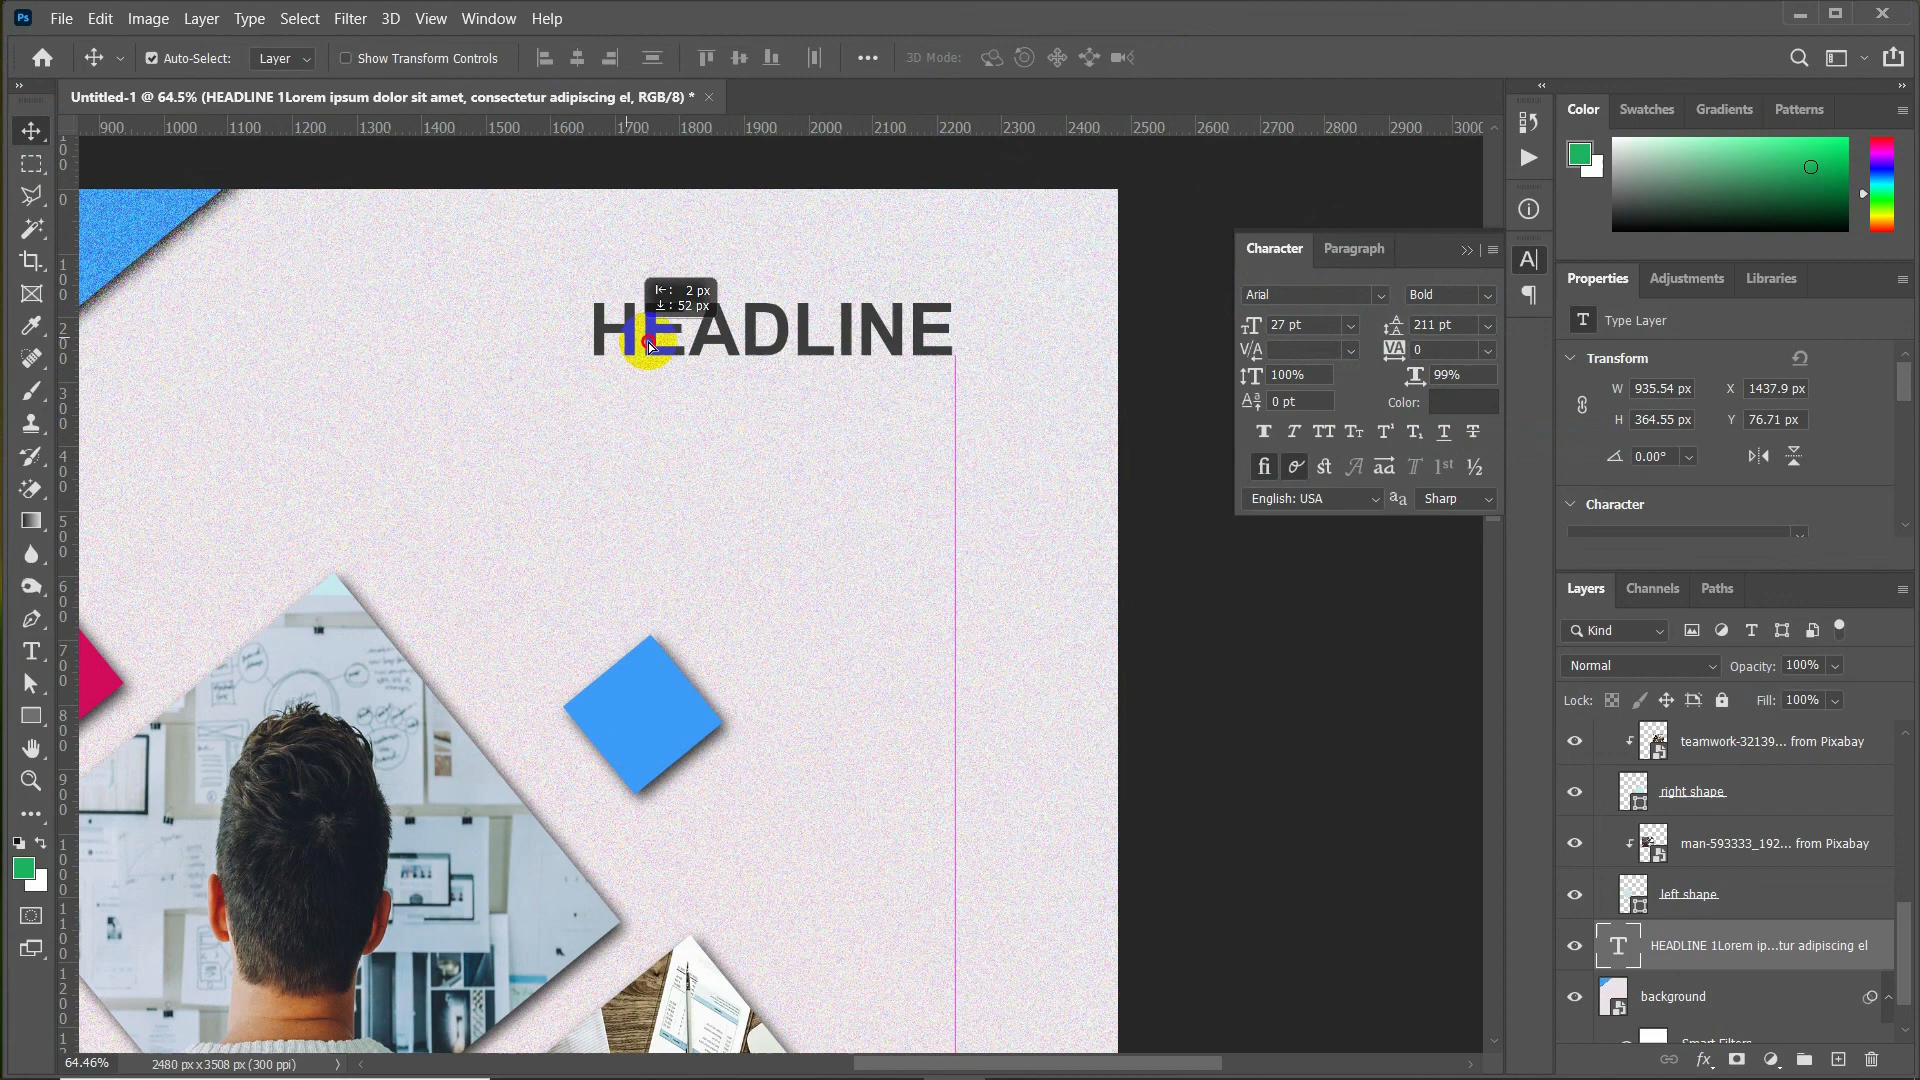 Ps File Edit Image Layer Type Select Filter 3D View Window Help
Auto-Select: Layer Show Transform Controls ••• 3D Mode:
Untitled-1 @ 64.5% (HEADLINE 1Lorem ipsum dolor sit amet, consectetur adipiscing el, RGB/8) *
900 1000 1100 1200 1300 1400 1500 1600 1700 1800 1900 2000 2100 2200 2300 2400 2500 2600 2700 2800 2900 3000
Color Swatches Gradients Patterns
Character Paragraph
Arial Bold
27 pt 211 pt
0
100% 99%
0 pt Color:
English: USA Sharp
2 px
52 px
HEADLINE
Properties Adjustments Libraries
T Type Layer
Transform
W 935.54 px X 1437.9 px
H 364.55 px Y 76.71 px
0.00°
Character
Layers Channels Paths
Kind
Normal Opacity: 100%
Lock: Fill: 100%
teamwork-32139... from Pixabay
right shape
man-593333_192... from Pixabay
left shape
T HEADLINE 1Lorem ip...tur adipiscing el
background
Smart Filters
64.46% 2480 px x 3508 px (300 ppi)